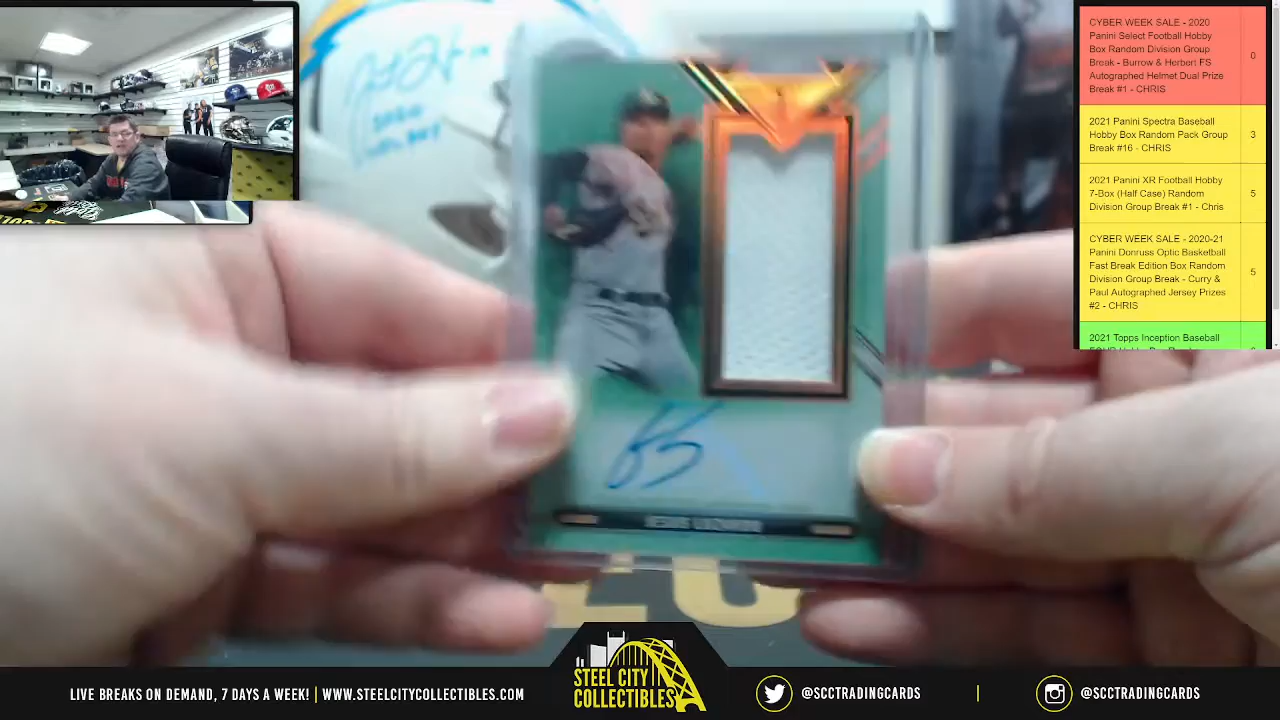 CYBER WEEK SALE - 2020
Panini Select Football Hobby
Box Random Division Group
Break - Burrow & Herbert FS
Autographed Helmet Dual Prize
Break #1 - CHRIS
0
2021 Panini Spectra Baseball
Hobby Box Random Pack Group
Break #16 - CHRIS
3
2021 Panini XR Football Hobby
7-Box (Half Case) Random
Division Group Break #1 - Chris
5
CYBER WEEK SALE - 2020-21
Panini Donruss Optic Basketball
Fast Break Edition Box Random
Division Group Break - Curry &
Paul Autographed Jersey Prizes
#2 - CHRIS
5
2021 Topps Inception Baseball
LIVE BREAKS ON DEMAND, 7 DAYS A WEEK! | WWW.STEELCITYCOLLECTIBLES.COM
STEEL CITY
COLLECTIBLES
@SCCTRADINGCARDS
@SCCTRADINGCARDS